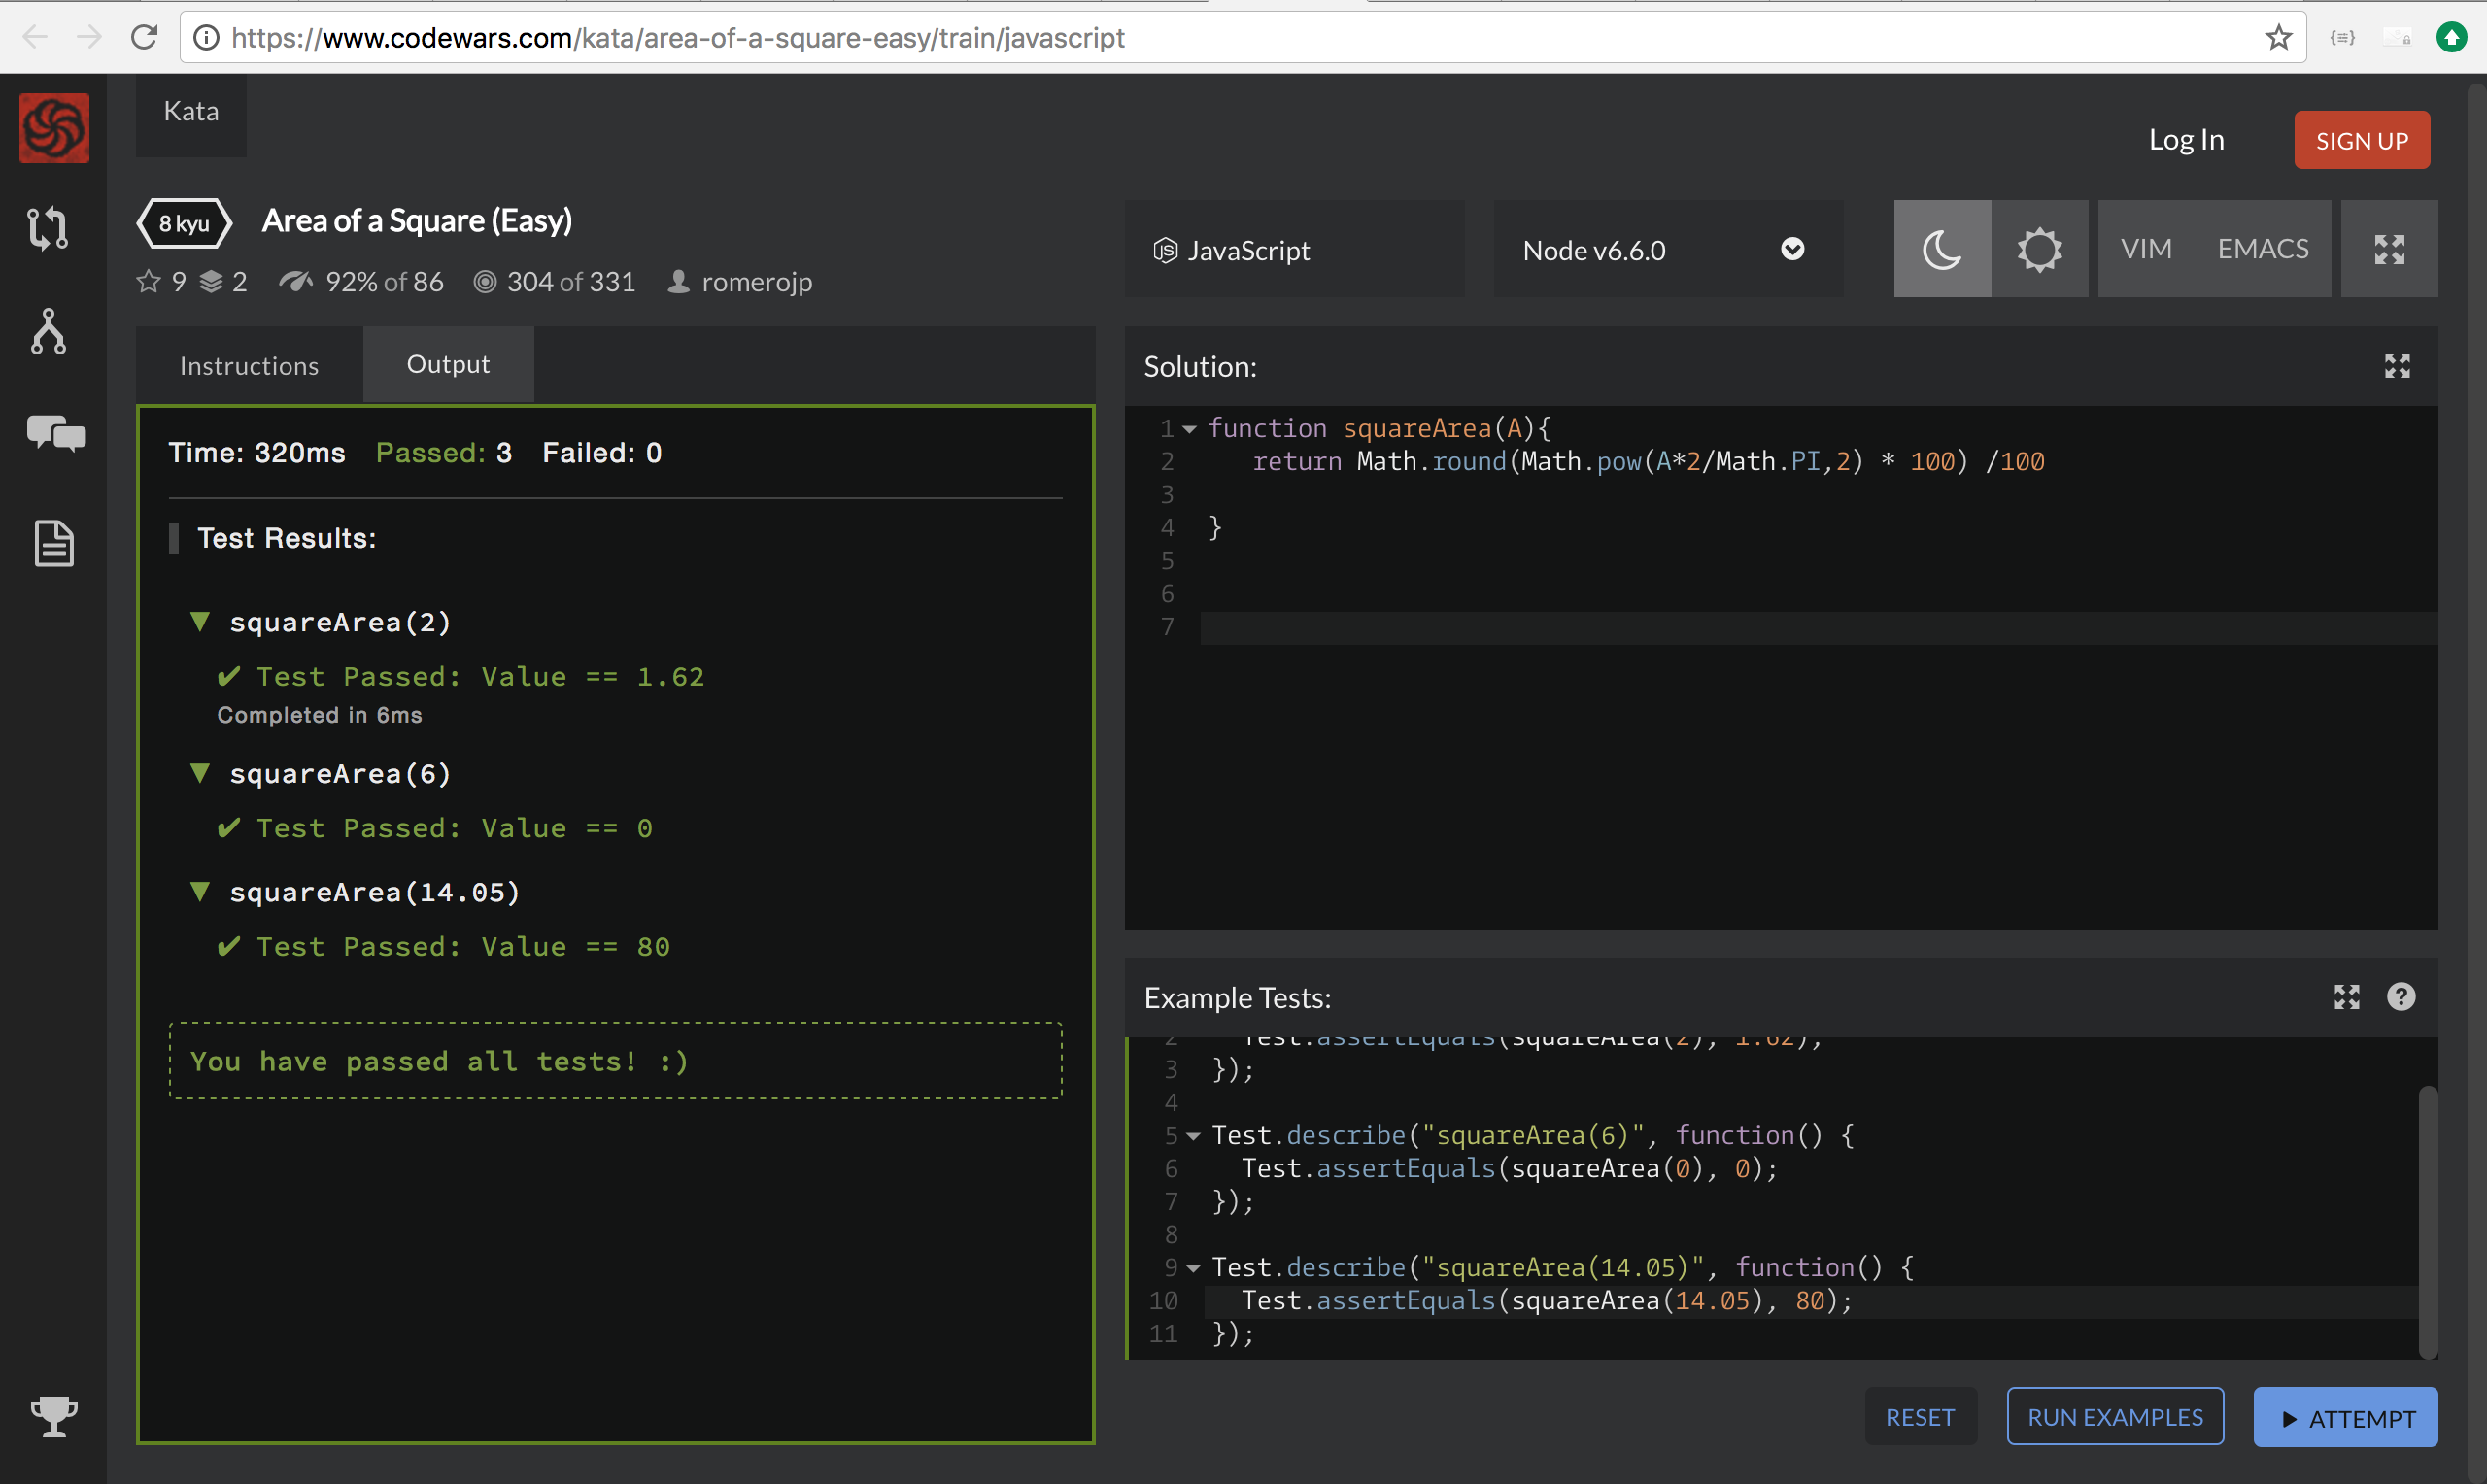 https://www.codewars.com/kata/area-of-a-square-easy/train/javascript
Kata
Log In
SIGN UP
8 kyu
Area of a Square (Easy)
9 2 92% of 86 304 of 331 romerojp
JavaScript
Node v6.6.0
VIM
EMACS
Instructions
Output
Time: 320ms Passed: 3 Failed: 0
Test Results:
▼ squareArea(2)
✔ Test Passed: Value == 1.62
Completed in 6ms
▼ squareArea(6)
✔ Test Passed: Value == 0
▼ squareArea(14.05)
✔ Test Passed: Value == 80
You have passed all tests! :)
Solution:
1 function squareArea(A){
2 return Math.round(Math.pow(A*2/Math.PI,2) * 100) /100
3
4 }
5
6
7
Example Tests:
2 Test.assertEquals(squareArea(2), 1.62);
3 });
4
5 Test.describe("squareArea(6)", function() {
6 Test.assertEquals(squareArea(0), 0);
7 });
8
9 Test.describe("squareArea(14.05)", function() {
10 Test.assertEquals(squareArea(14.05), 80);
11 });
RESET
RUN EXAMPLES
ATTEMPT